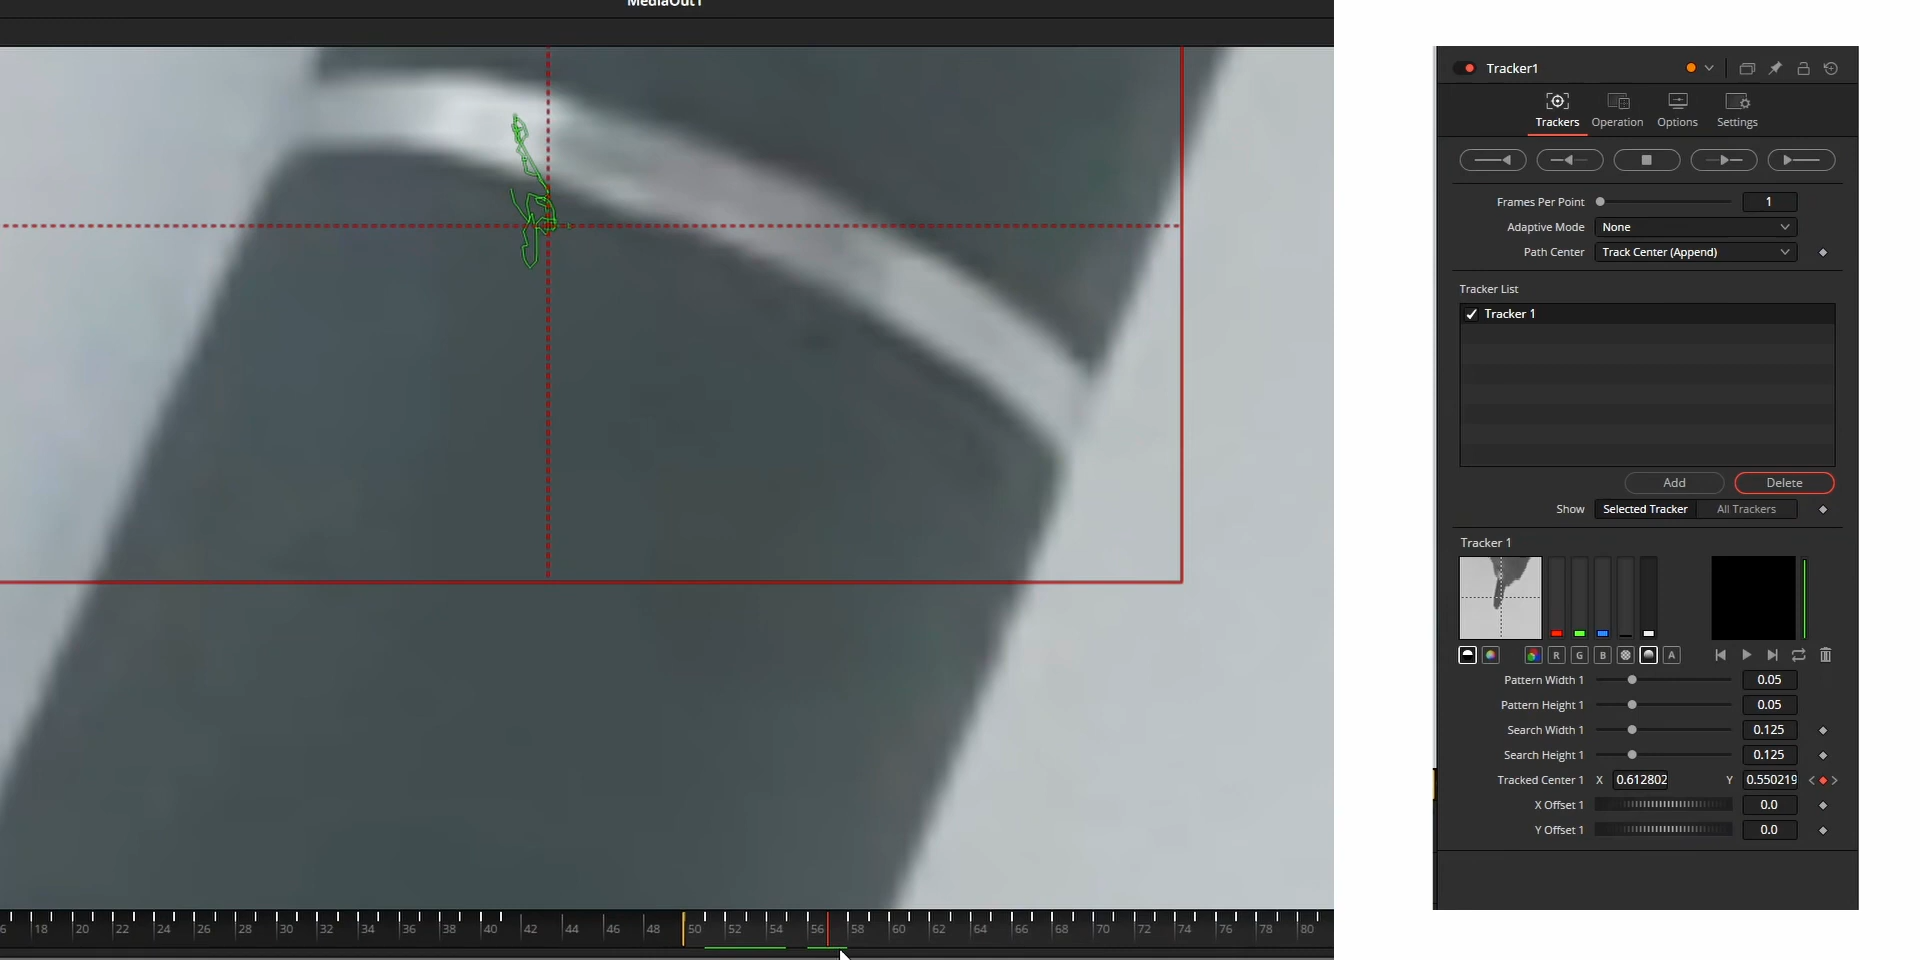 MediaOut1
Tracker1
Trackers Operation Options Settings
Frames Per Point 1
Adaptive Mode None
Path Center Track Center (Append)
Tracker List
Tracker 1
Add Delete
Show Selected Tracker All Trackers
Tracker 1
R G B A
Pattern Width 1 0.05
Pattern Height 1 0.05
Search Width 1 0.125
Search Height 1 0.125
Tracked Center 1 X 0.612802 Y 0.550219
X Offset 1 0.0
Y Offset 1 0.0
6 18 20 22 24 26 28 30 32 34 36 38 40 42 44 46 48 50 52 54 56 58 60 62 64 66 68 70 72 74 76 78 80